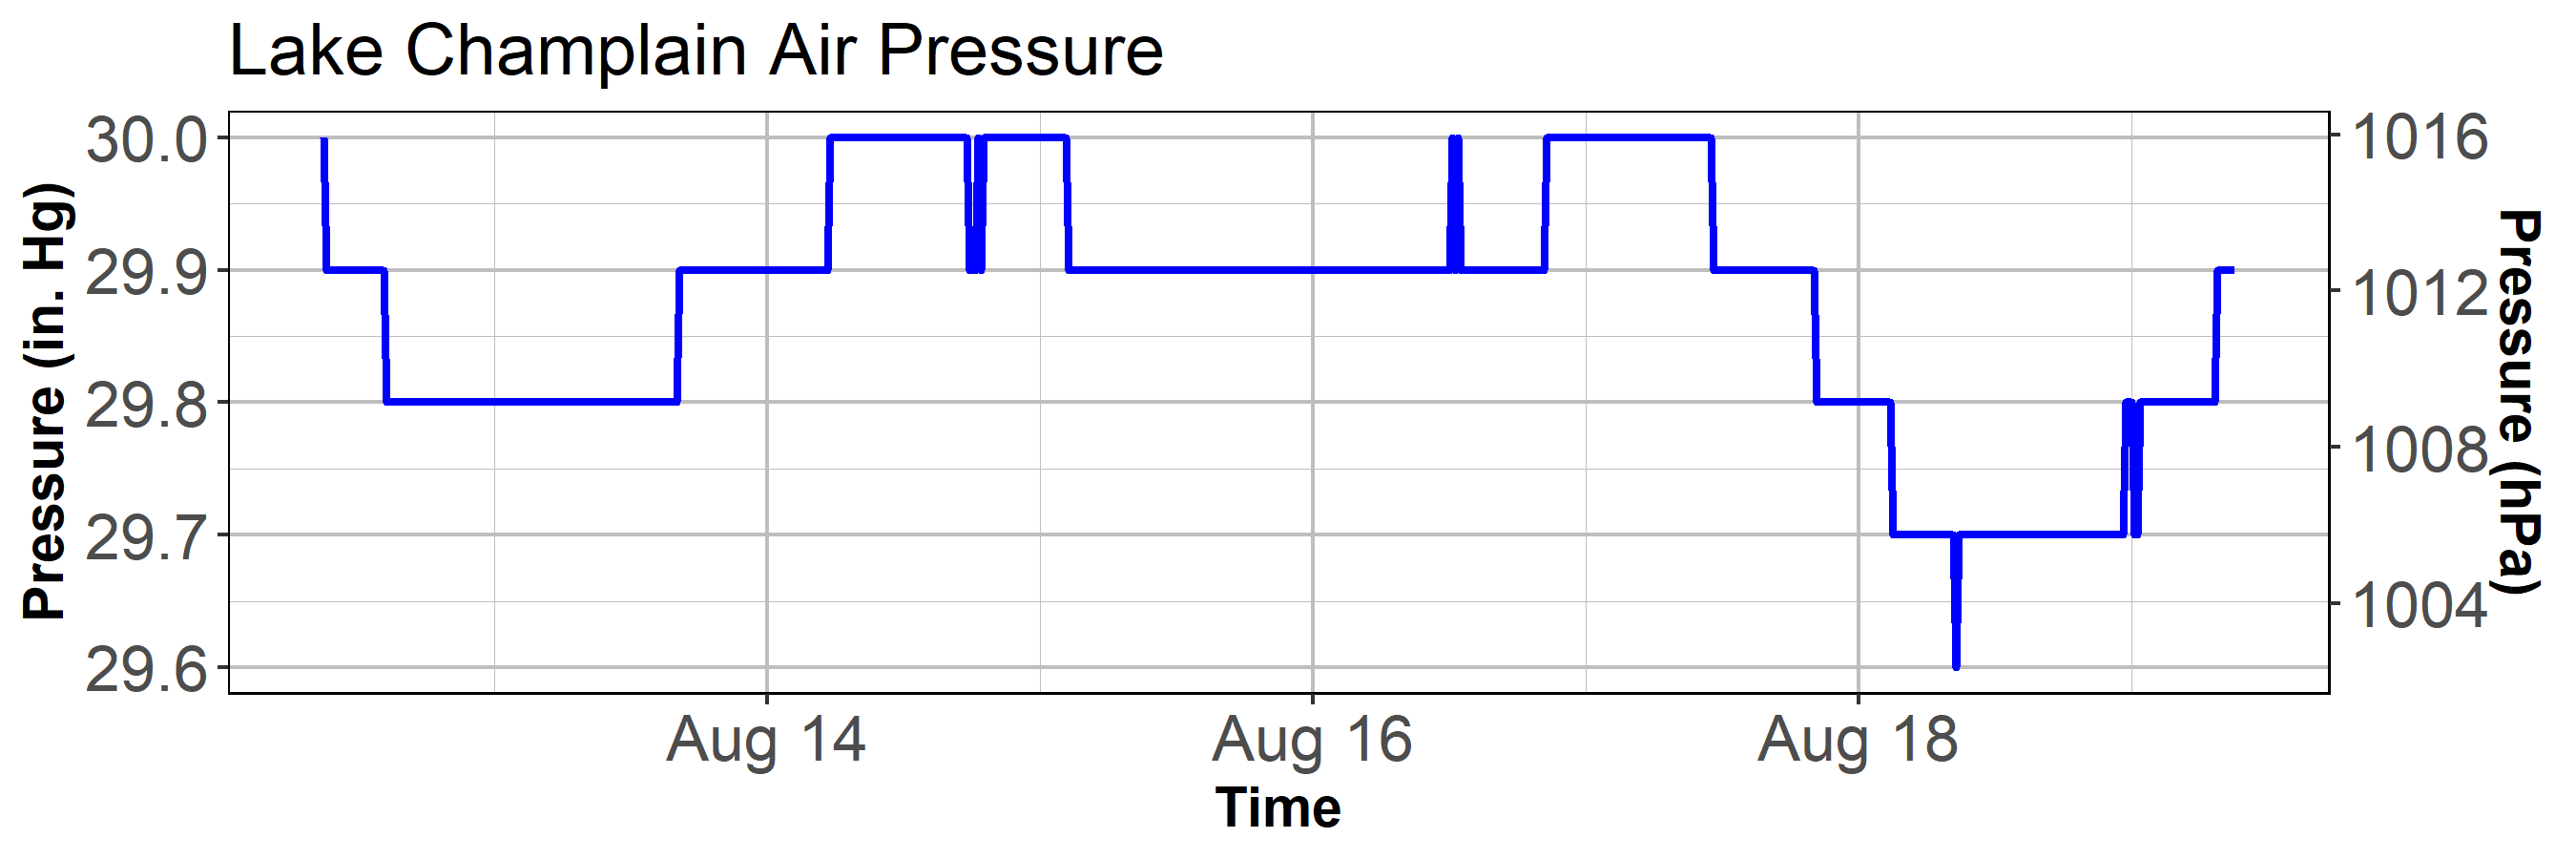 Lake Champlain Air Pressure
Pressure (in. Hg)
30.0
29.9
29.8
29.7
29.6
1016
1012
1008
1004
Pressure (hPa)
Aug 14
Aug 16
Aug 18
Time